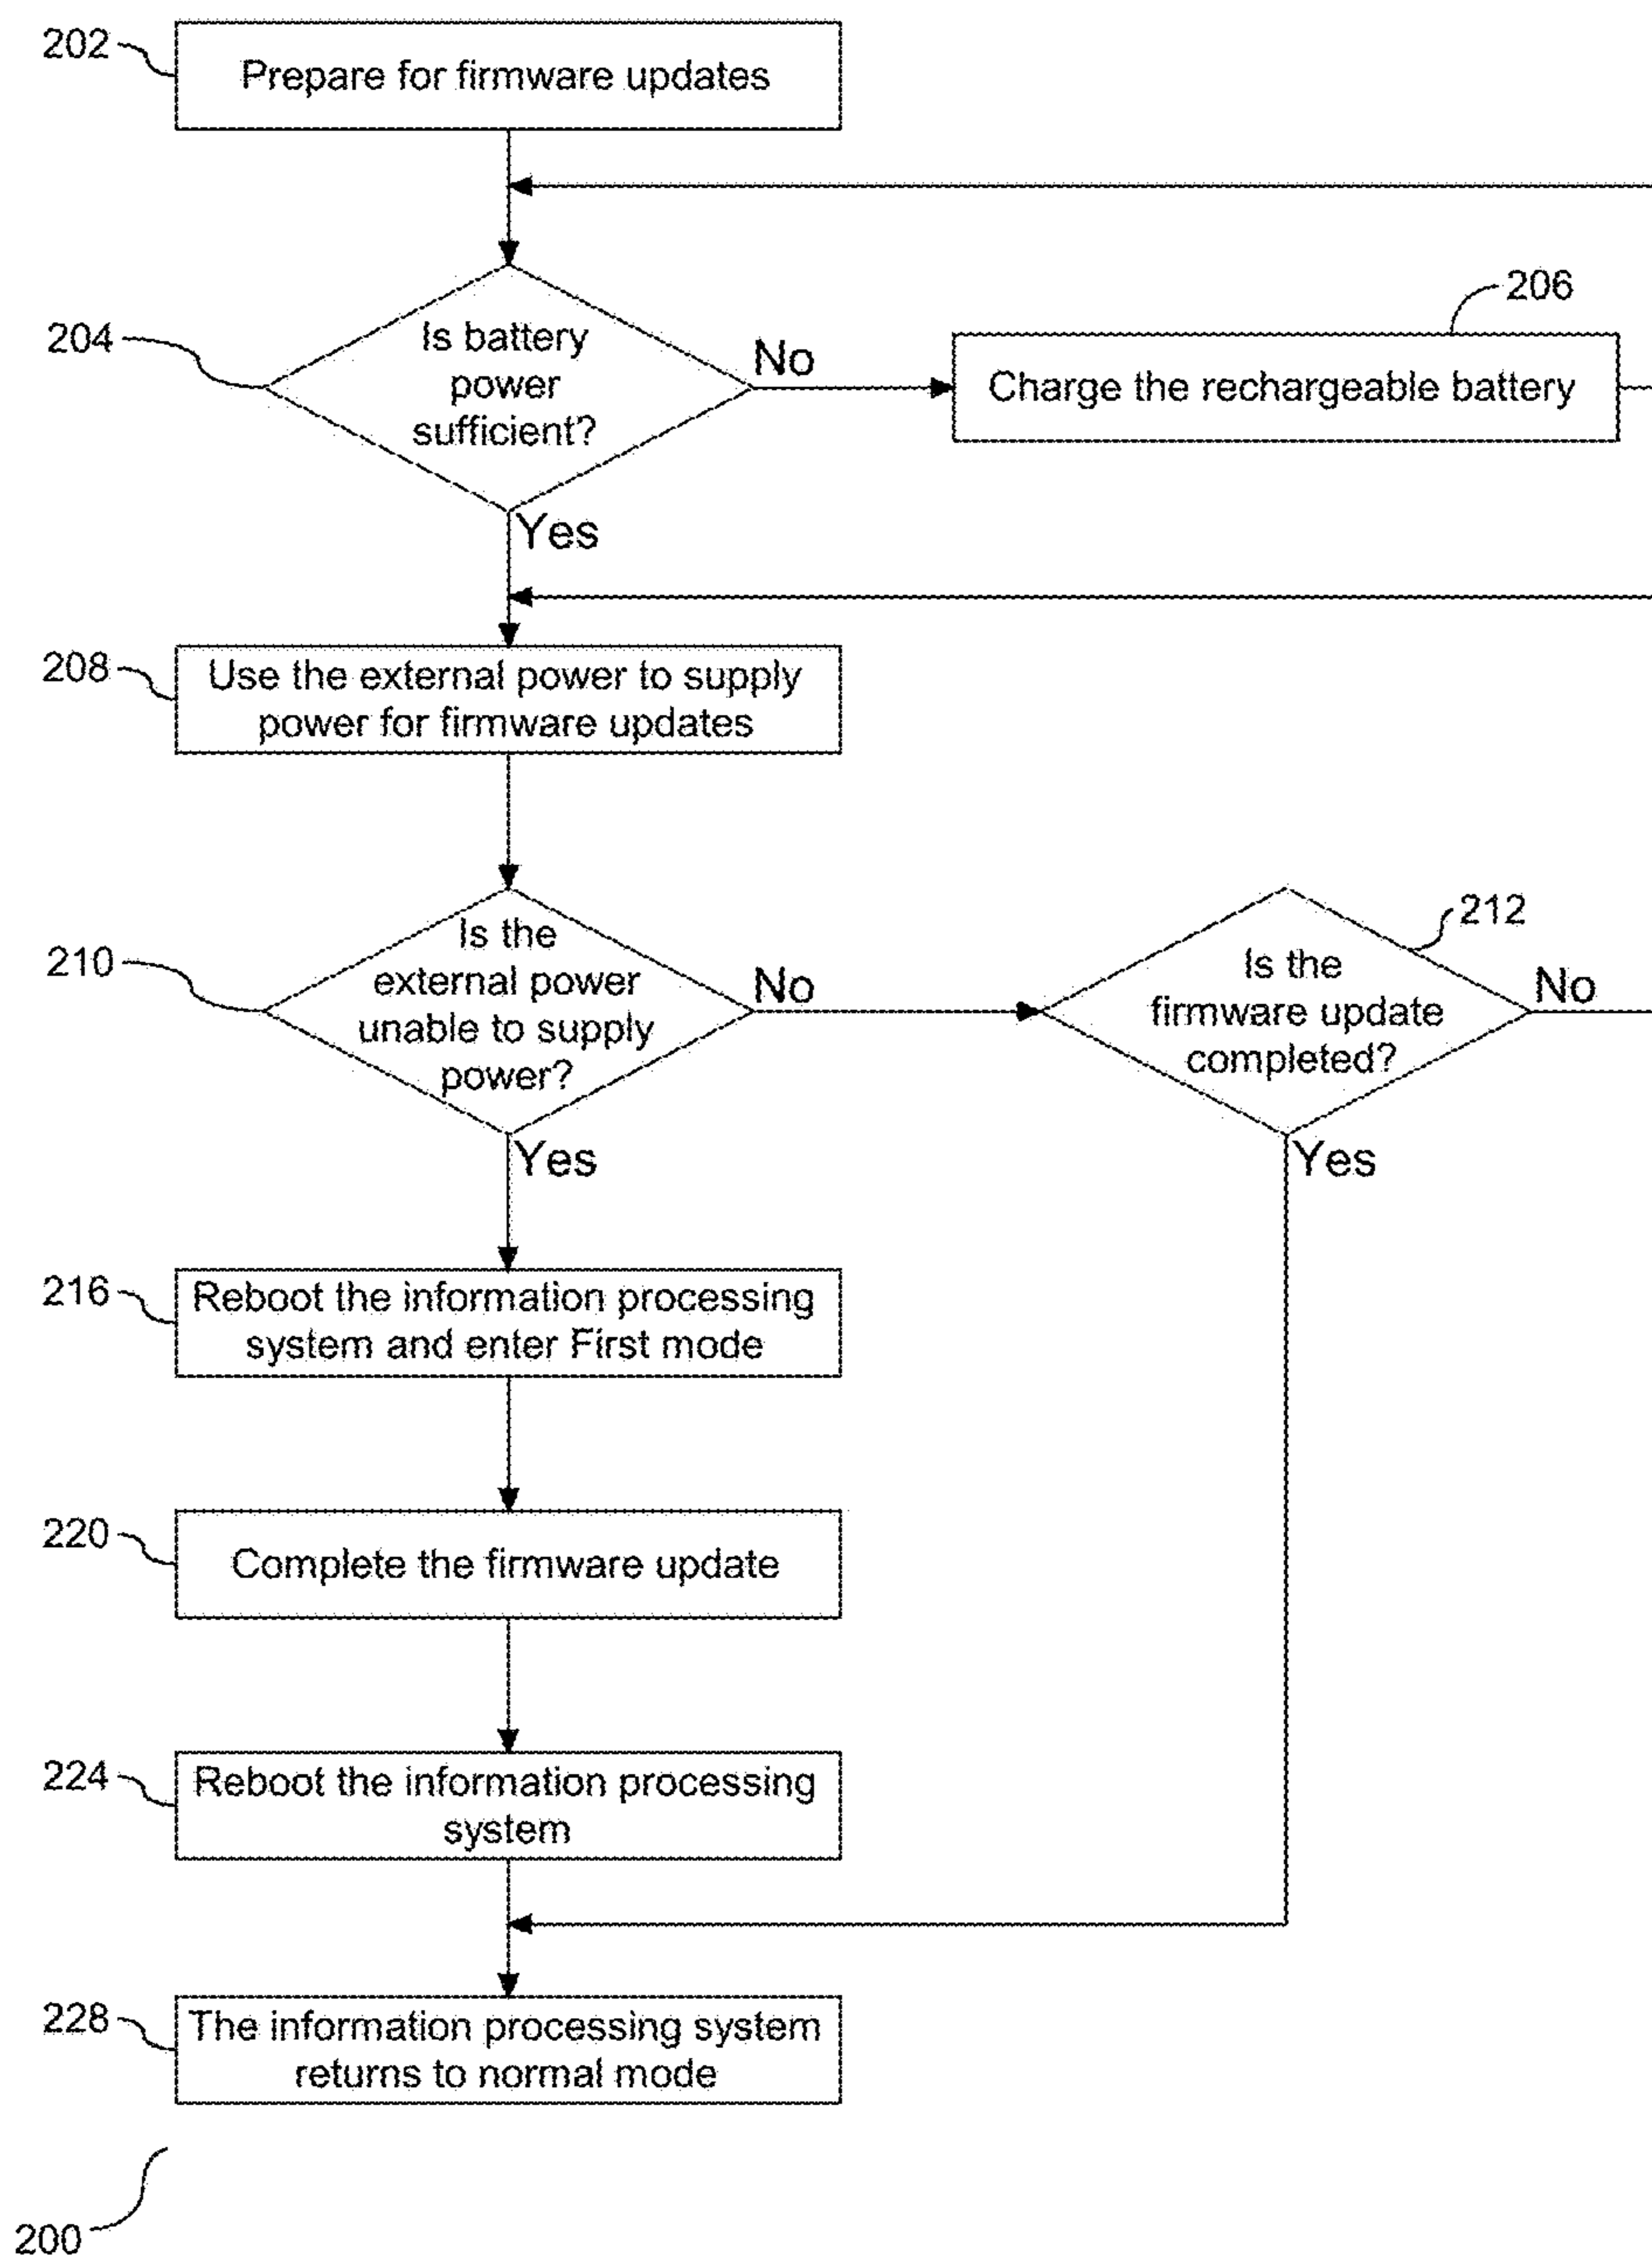 202
Prepare for firmware updates
204
Is battery
power
sufficient?
No
206
Charge the rechargeable battery
Yes
208
Use the external power to supply
power for firmware updates
210
Is the
external power
unable to supply
power?
No
212
Is the
firmware update
completed?
No
Yes
Yes
216
Reboot the information processing
system and enter First mode
220
Complete the firmware update
224
Reboot the information processing
system
228
The information processing system
returns to normal mode
200